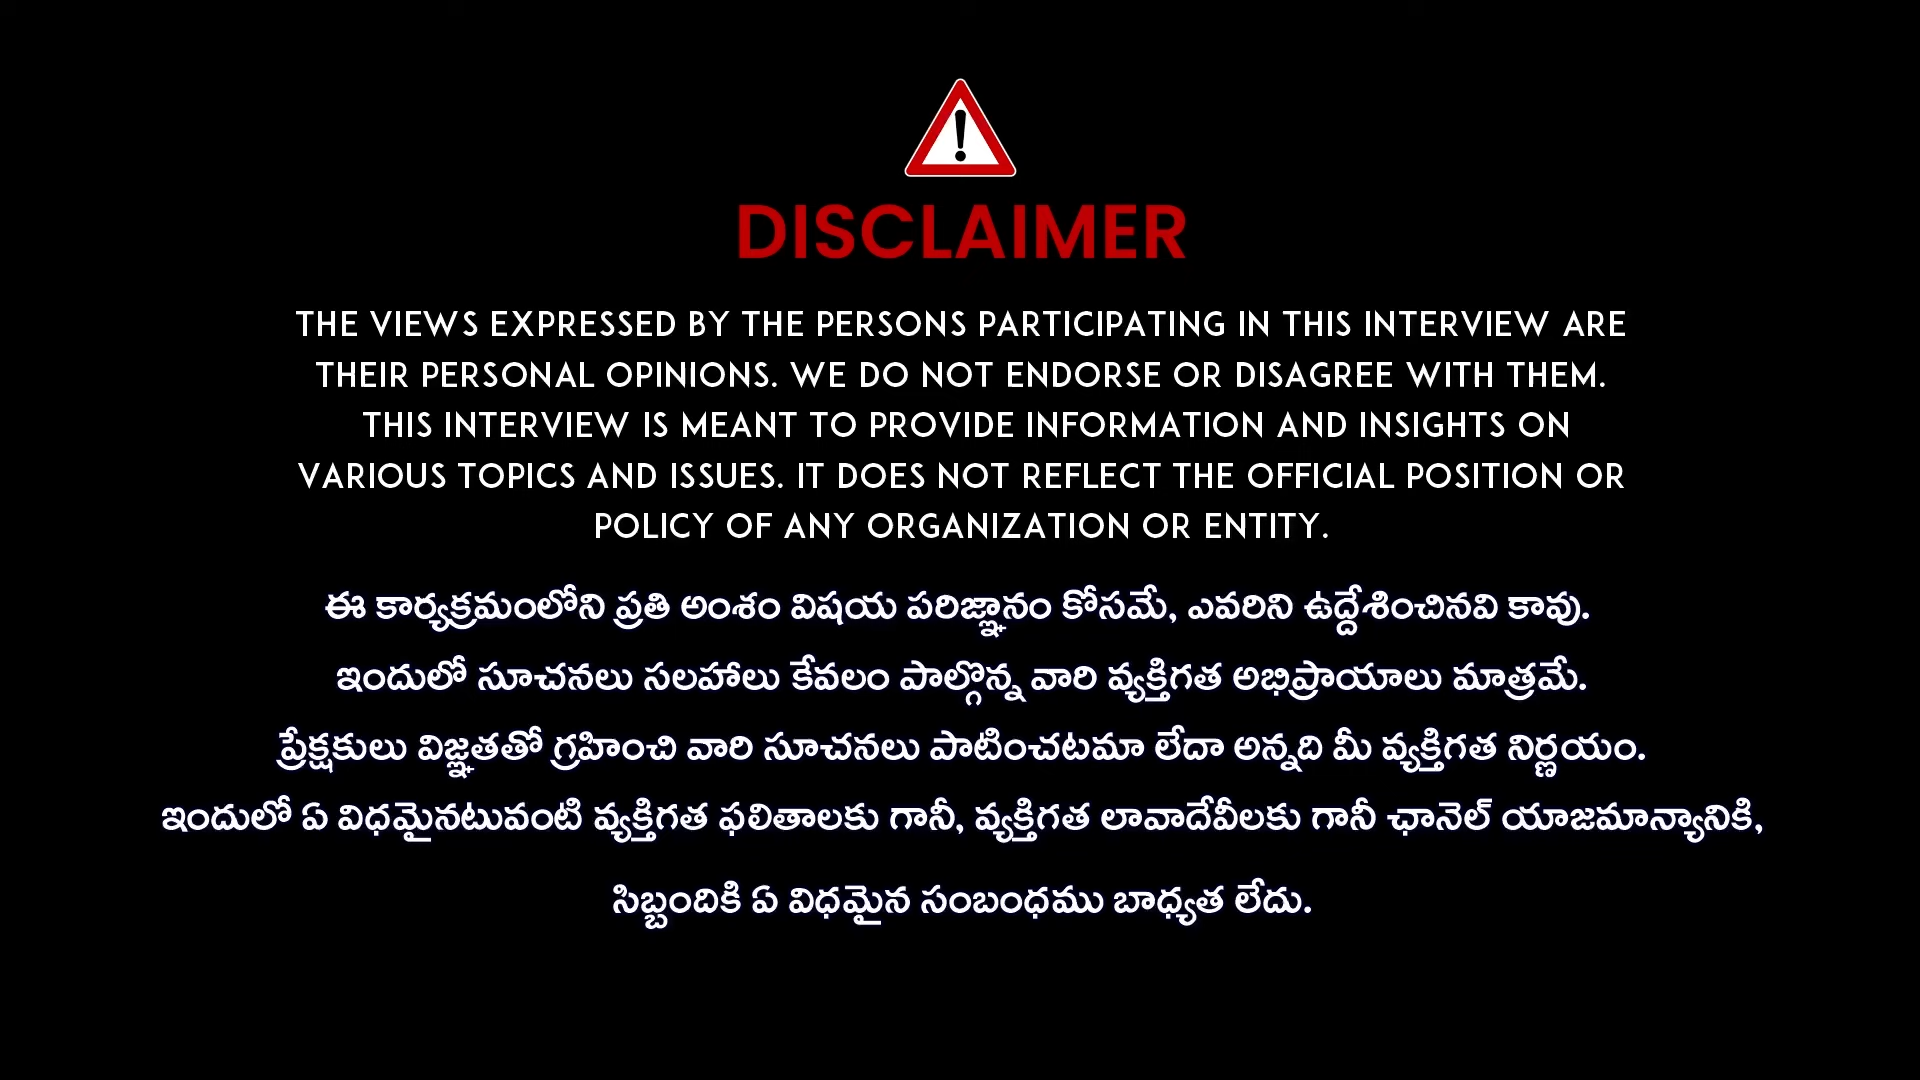 DISCLAIMER
THE VIEWS EXPRESSED BY THE PERSONS PARTICIPATING IN THIS INTERVIEW ARE
THEIR PERSONAL OPINIONS. WE DO NOT ENDORSE OR DISAGREE WITH THEM.
THIS INTERVIEW IS MEANT TO PROVIDE INFORMATION AND INSIGHTS ON
VARIOUS TOPICS AND ISSUES. IT DOES NOT REFLECT THE OFFICIAL POSITION OR
POLICY OF ANY ORGANIZATION OR ENTITY.
ఈ కార్యక్రమంలోని ప్రతి అంశం విషయ పరిజ్ఞానం కోసమే, ఎవరిని ఉద్దేశించినవి కావు.
ఇందులో సూచనలు సలహాలు కేవలం పాల్గొన్న వారి వ్యక్తిగత అభిప్రాయాలు మాత్రమే.
ప్రేక్షకులు విజ్ఞతతో గ్రహించి వారి సూచనలు పాటించటమా లేదా అన్నది మీ వ్యక్తిగత నిర్ణయం.
ఇందులో ఏ విధమైనటువంటి వ్యక్తిగత ఫలితాలకు గానీ, వ్యక్తిగత లావాదేవీలకు గానీ ఛానెల్ యాజమాన్యానికి,
సిబ్బందికి ఏ విధమైన సంబంధము బాధ్యత లేదు.